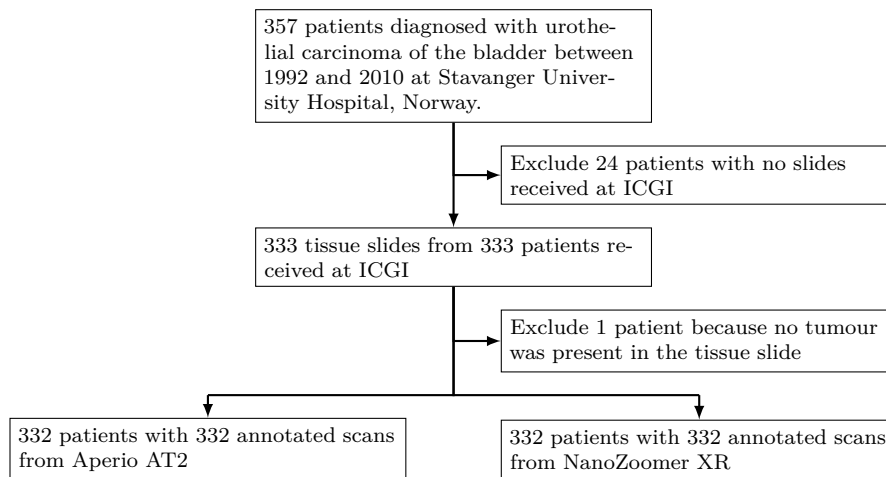 357 patients diagnosed with urothe-
lial carcinoma of the bladder between
1992 and 2010 at Stavanger Univer-
sity Hospital, Norway.
Exclude 24 patients with no slides
received at ICGI
333 tissue slides from 333 patients re-
ceived at ICGI
Exclude 1 patient because no tumour
was present in the tissue slide
332 patients with 332 annotated scans
from Aperio AT2
332 patients with 332 annotated scans
from NanoZoomer XR